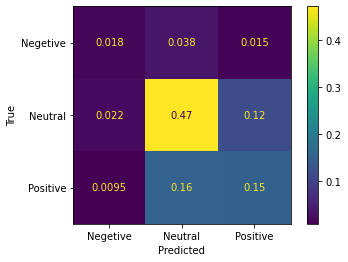 Negetive 0.018 0.038 0.015
Neutral 0.022 0.47 0.12
Positive 0.0095 0.16 0.15
Negetive Neutral Positive
Predicted
True
0.4
0.3
0.2
0.1